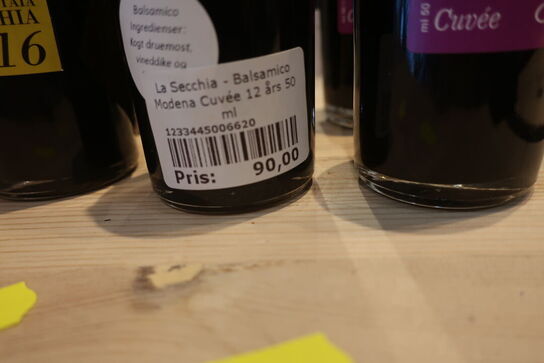 HIA
16
Balsamico
Ingredienser:
Kogt druemost,
vineddike og
La Secchia - Balsamico
Modena Cuvée 12 års 50
ml
1233445006620
Pris: 90,00
ml 50
Cuvée